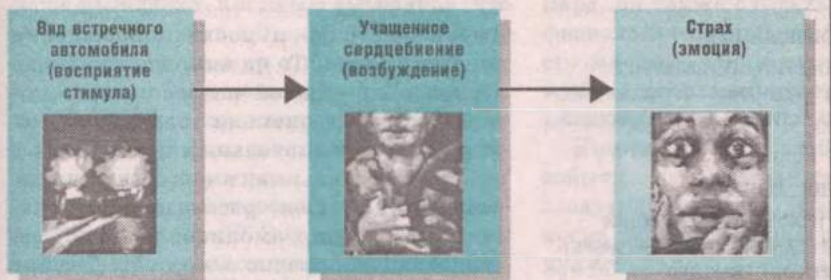 Вид встречного
автомобиля
(восприятие
стимула)
Учащенное
сердцебиение
(возбуждение)
Страх
(эмоция)